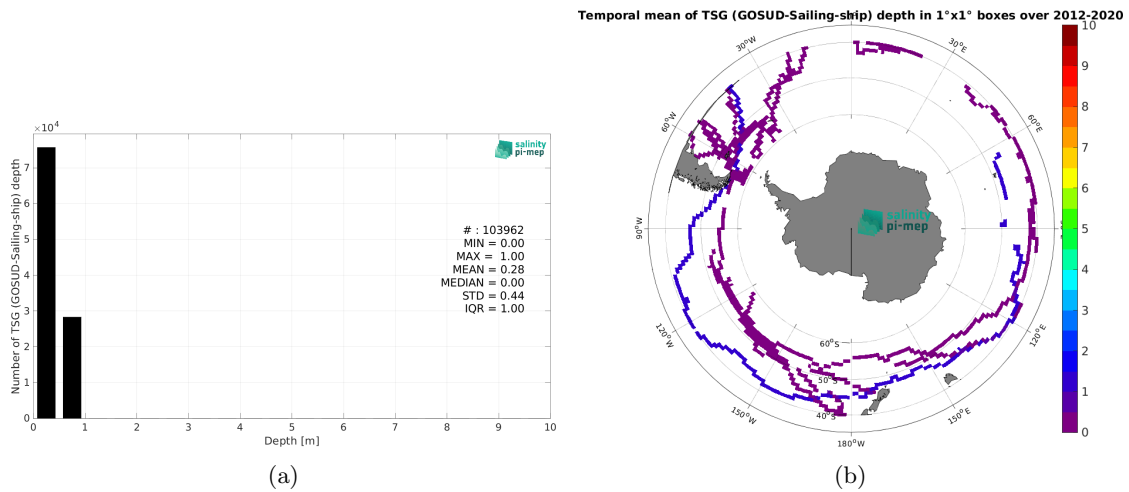 ×10⁴
7
6
5
4
3
2
1
0
Number of TSG (GOSUD-Sailing-ship) depth
salinity
pi-mep
# : 103962
MIN = 0.00
MAX = 1.00
MEAN = 0.28
MEDIAN = 0.00
STD = 0.44
IQR = 1.00
0 1 2 3 4 5 6 7 8 9 10
Depth [m]
(a)
Temporal mean of TSG (GOSUD-Sailing-ship) depth in 1°x1° boxes over 2012-2020
30°W
30°E
60°W
60°E
90°W
120°W
120°E
150°W
150°E
180°W
60°S
50°S
40°S
salinity
pi-mep
10
9
8
7
6
5
4
3
2
1
0
(b)